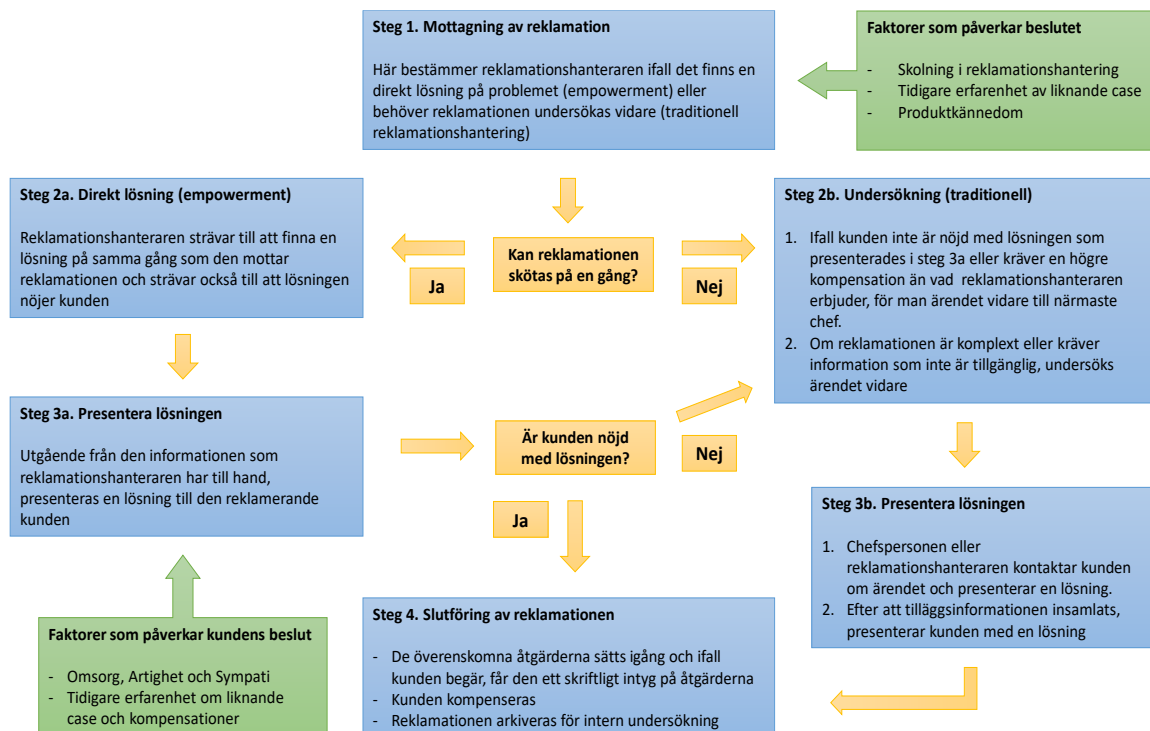 Steg 1. Mottagning av reklamation
Här bestämmer reklamationshanteraren ifall det finns en
direkt lösning på problemet (empowerment) eller
behöver reklamationen undersökas vidare (traditionell
reklamationshantering)
Faktorer som påverkar beslutet
- Skolning i reklamationshantering
- Tidigare erfarenhet av liknande case
- Produktkännedom
Steg 2a. Direkt lösning (empowerment)
Reklamationshanteraren strävar till att finna en
lösning på samma gång som den mottar
reklamationen och strävar också till att lösningen
nöjer kunden
Kan reklamationen
skötas på en gång?
Ja
Nej
Steg 2b. Undersökning (traditionell)
1. Ifall kunden inte är nöjd med lösningen som
presenterades i steg 3a eller kräver en högre
kompensation än vad reklamationshanteraren
erbjuder, för man ärendet vidare till närmaste
chef.
2. Om reklamationen är komplext eller kräver
information som inte är tillgänglig, undersöks
ärendet vidare
Steg 3a. Presentera lösningen
Utgående från den informationen som
reklamationshanteraren har till hand,
presenteras en lösning till den reklamerande
kunden
Är kunden nöjd
med lösningen?
Nej
Ja
Steg 3b. Presentera lösningen
1. Chefspersonen eller
reklamationshanteraren kontaktar kunden
om ärendet och presenterar en lösning.
2. Efter att tilläggsinformationen insamlats,
presenterar kunden med en lösning
Faktorer som påverkar kundens beslut
- Omsorg, Artighet och Sympati
- Tidigare erfarenhet om liknande
case och kompensationer
Steg 4. Slutföring av reklamationen
- De överenskomna åtgärderna sätts igång och ifall
kunden begär, får den ett skriftligt intyg på åtgärderna
- Kunden kompenseras
- Reklamationen arkiveras för intern undersökning